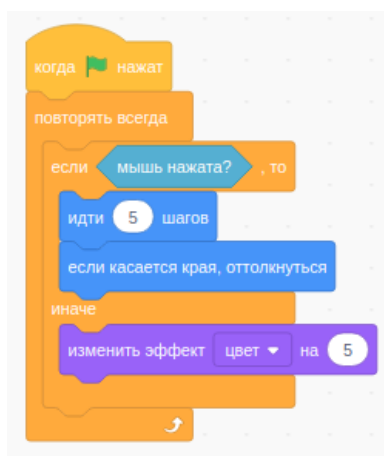 когда нажат
повторять всегда
если мышь нажата? , то
идти 5 шагов
если касается края, оттолкнуться
иначе
изменить эффект цвет на 5